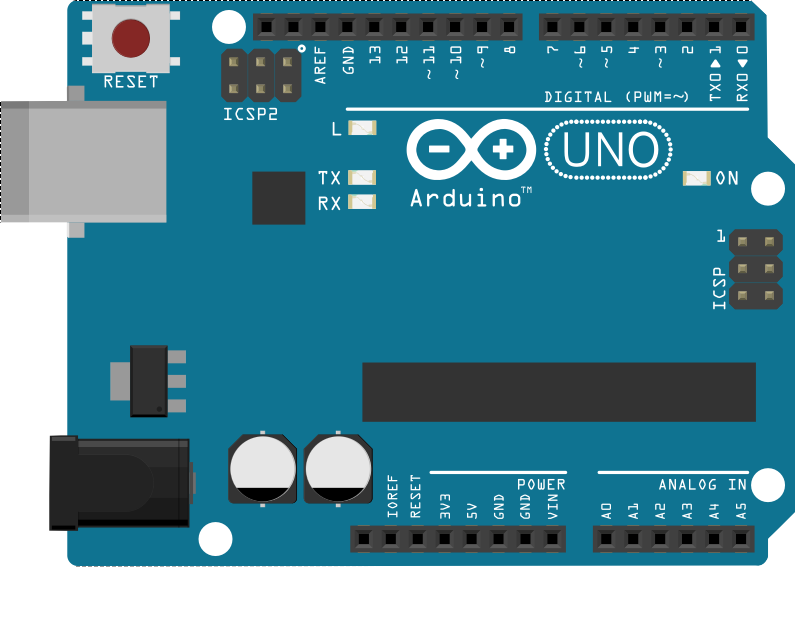 RESET
ICSP2
AREF
GND
13
12
~11
~10
~9
8
7
~6
~5
4
~3
2
TX0▶1
RX0◀0
DIGITAL (PWM=~)
L
TX
RX
Arduino™
UNO
ON
1
ICSP
POWER
ANALOG IN
IOREF
RESET
3V3
5V
GND
GND
VIN
A0
A1
A2
A3
A4
A5